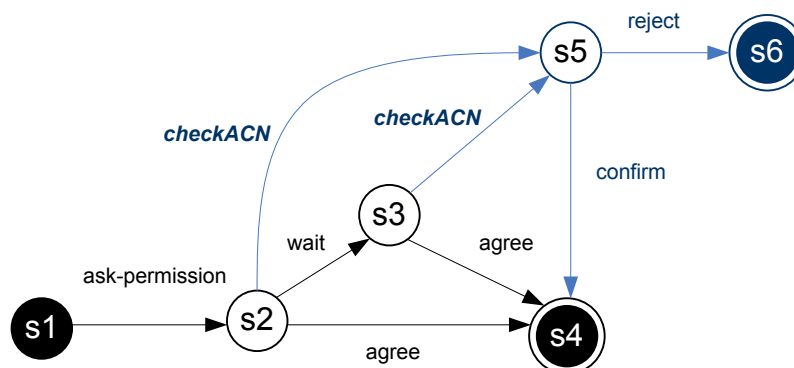 s5
reject
s6
checkACN
checkACN
confirm
s3
wait
agree
ask-permission
s1
s2
s4
agree